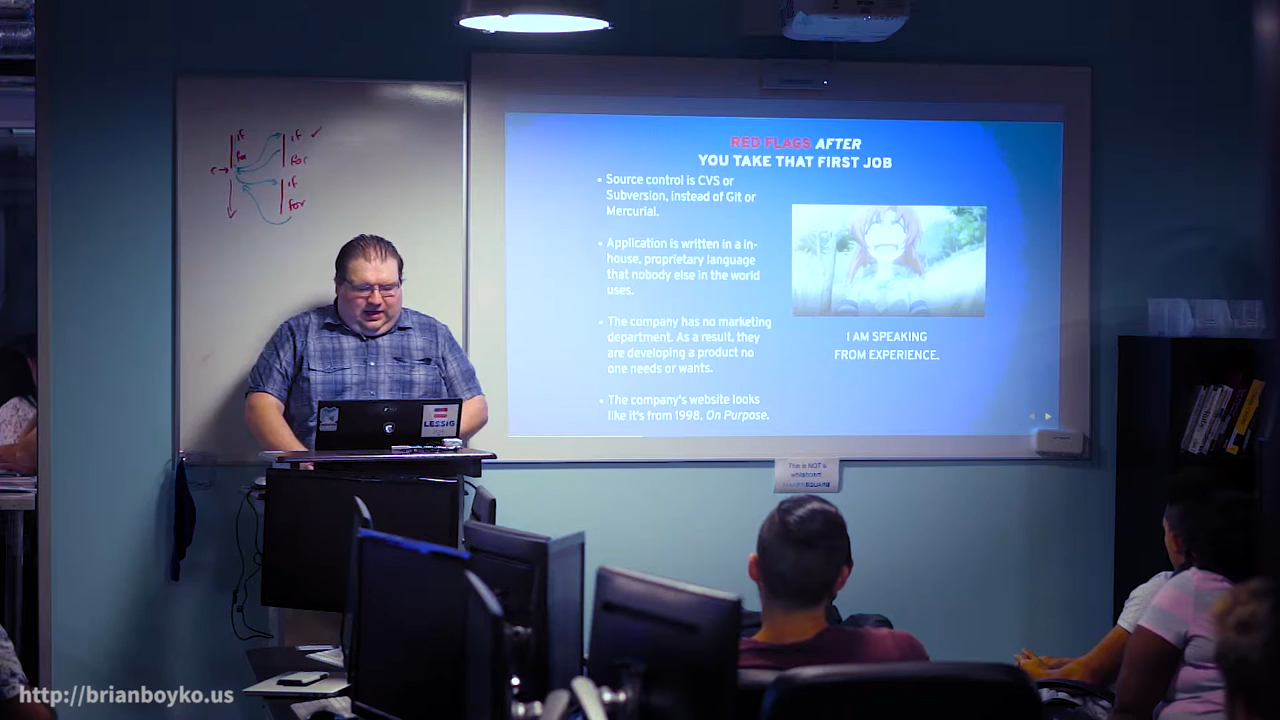 if
for
if
for
if
for
RED FLAGS AFTER
YOU TAKE THAT FIRST JOB
• Source control is CVS or
Subversion, instead of Git or
Mercurial.
• Application is written in a in-
house, proprietary language
that nobody else in the world
uses.
• The company has no marketing
department. As a result, they
are developing a product no
one needs or wants.
• The company's website looks
like it's from 1998. On Purpose.
I AM SPEAKING
FROM EXPERIENCE.
LESSIG
This is NOT a
whiteboard
http://brianboyko.us